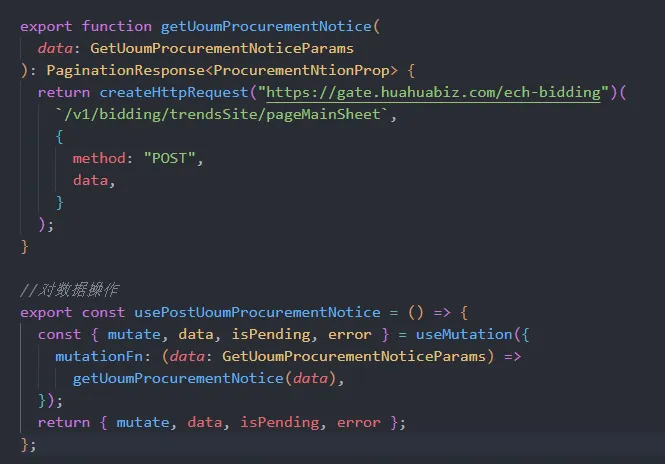 export function getUoumProcurementNotice(
data: GetUoumProcurementNoticeParams
): PaginationResponse<ProcurementNtionProp> {
return createHttpRequest("https://gate.huahuabiz.com/ech-bidding")(
`/v1/bidding/trendsSite/pageMainSheet`,
{
method: "POST",
data,
}
);
}
//对数据操作
export const usePostUoumProcurementNotice = () => {
const { mutate, data, isPending, error } = useMutation({
mutationFn: (data: GetUoumProcurementNoticeParams) =>
getUoumProcurementNotice(data),
});
return { mutate, data, isPending, error };
};